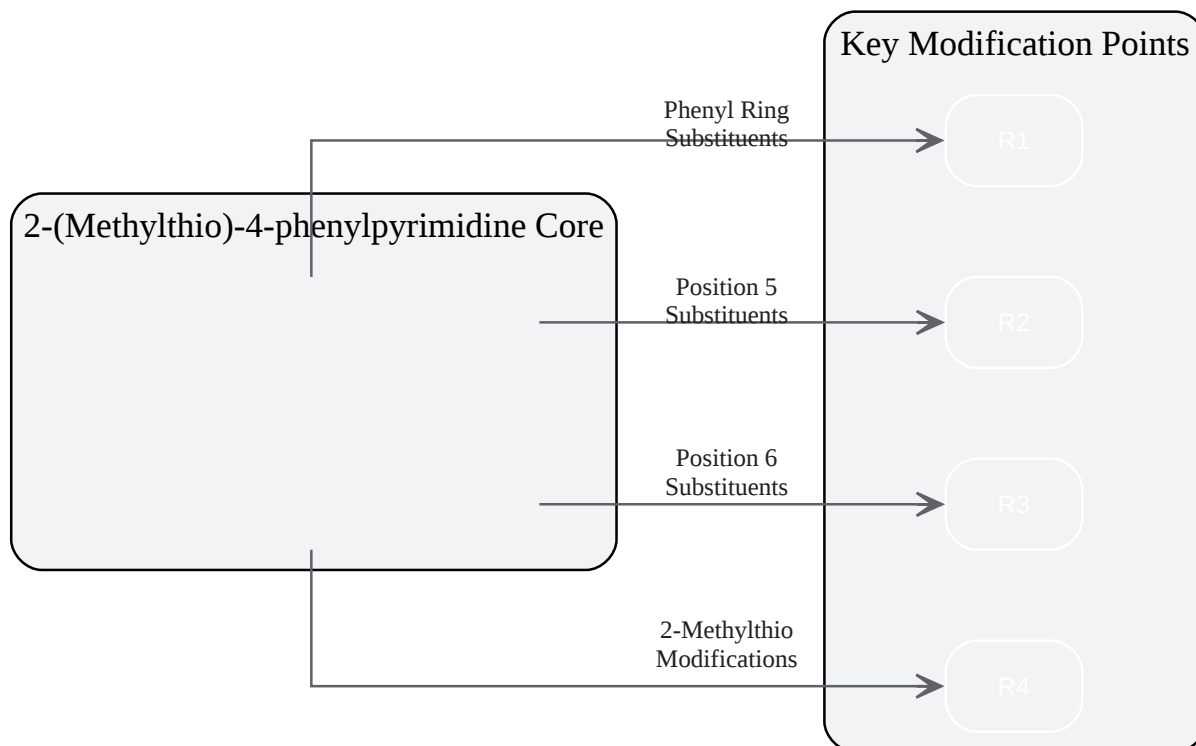 Key Modification Points
Phenyl Ring
Substituents
R1
2-(Methylthio)-4-phenylpyrimidine Core
Position 5
Substituents
R2
Position 6
Substituents
R3
2-Methylthio
Modifications
R4